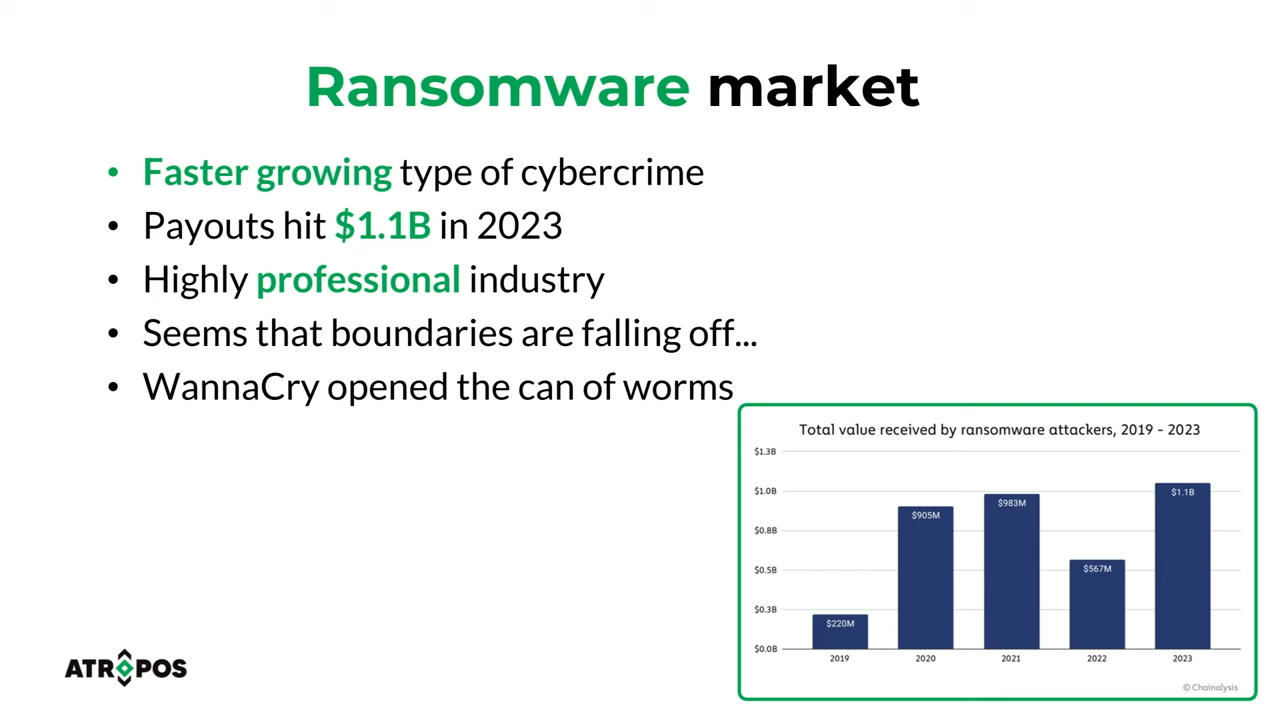 Ransomware market
• Faster growing type of cybercrime
• Payouts hit $1.1B in 2023
• Highly professional industry
• Seems that boundaries are falling off...
• WannaCry opened the can of worms
Total value received by ransomware attackers, 2019 - 2023
$1.3B
$1.0B
$0.8B
$0.5B
$0.3B
$0.0B
$220M
$905M
$983M
$567M
$1.1B
2019 2020 2021 2022 2023
© Chainalysis
ATROPOS